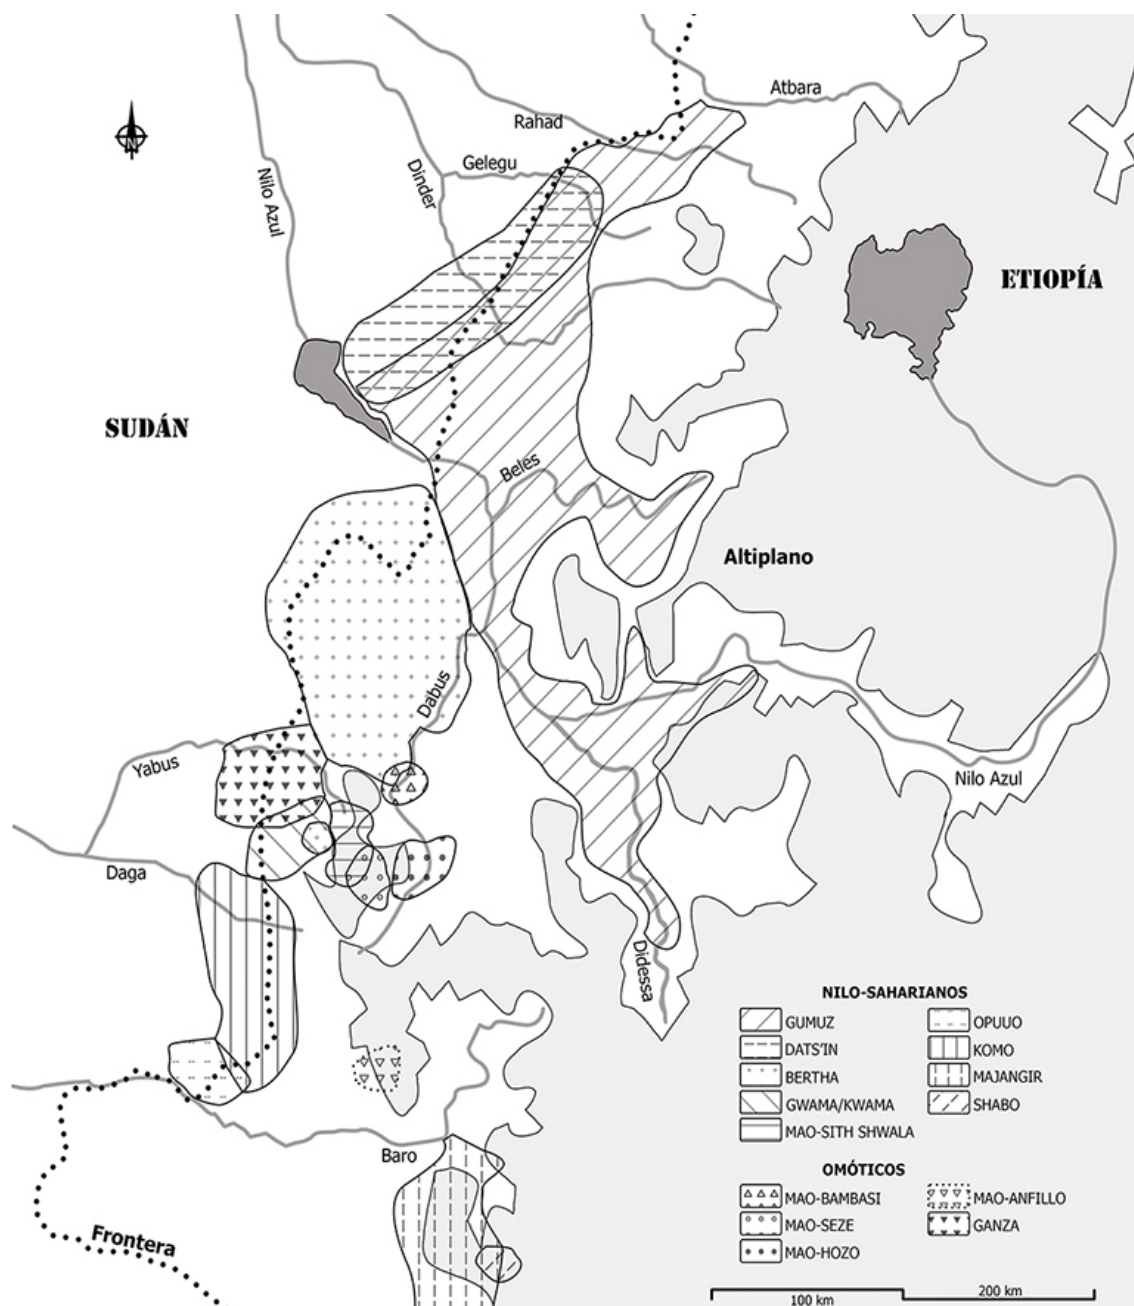 Atbara
Rahad
Gelegu
Dinder
Nilo Azul
N
ETIOPÍA
SUDÁN
Beles
Altiplano
Dabus
Yabus
Nilo Azul
Daga
Didessa
Baro
Frontera
NILO-SAHARIANOS
GUMUZ
DATS'IN
BERTHA
GWAMA/KWAMA
MAO-SITH SHWALA
OPUUO
KOMO
MAJANGIR
SHABO
OMÓTICOS
MAO-BAMBASI
MAO-SEZE
MAO-HOZO
MAO-ANFILLO
GANZA
100 km
200 km